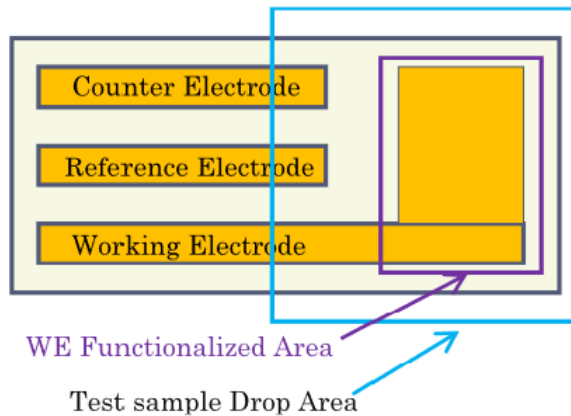 Counter Electrode
Reference Electrode
Working Electrode
WE Functionalized Area
Test sample Drop Area